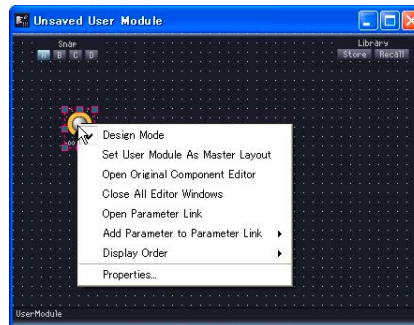 Unsaved User Module
Snap
A B C D
Library
Store Recall
Design Mode
Set User Module As Master Layout
Open Original Component Editor
Close All Editor Windows
Open Parameter Link
Add Parameter to Parameter Link
Display Order
Properties...
UserModule